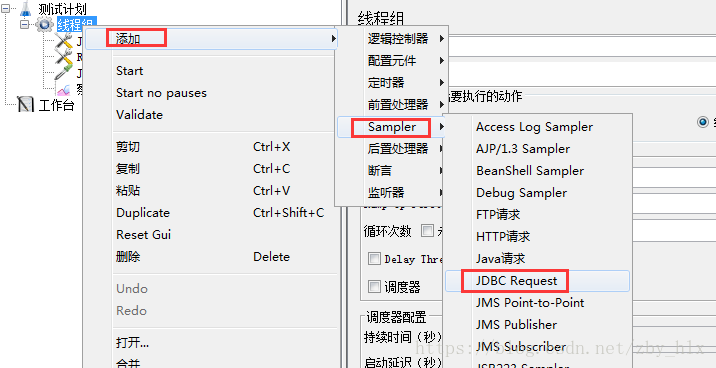 测试计划
线程组
线程组
J
R
J
察
工作台
添加
Start
Start no pauses
Validate
剪切 Ctrl+X
复制 Ctrl+C
粘贴 Ctrl+V
Duplicate Ctrl+Shift+C
Reset Gui
删除 Delete
Undo
Redo
打开...
合并
逻辑控制器
配置元件
定时器
前置处理器
Sampler
后置处理器
断言
监听器
要执行的动作
Access Log Sampler
AJP/1.3 Sampler
BeanShell Sampler
Debug Sampler
FTP请求
HTTP请求
Java请求
JDBC Request
JMS Point-to-Point
JMS Publisher
JMS Subscriber
循环次数
Delay Thre
调度器
调度器配置
持续时间（秒）
启动延迟（秒）
https://blog.csdn.net/zby_hlx